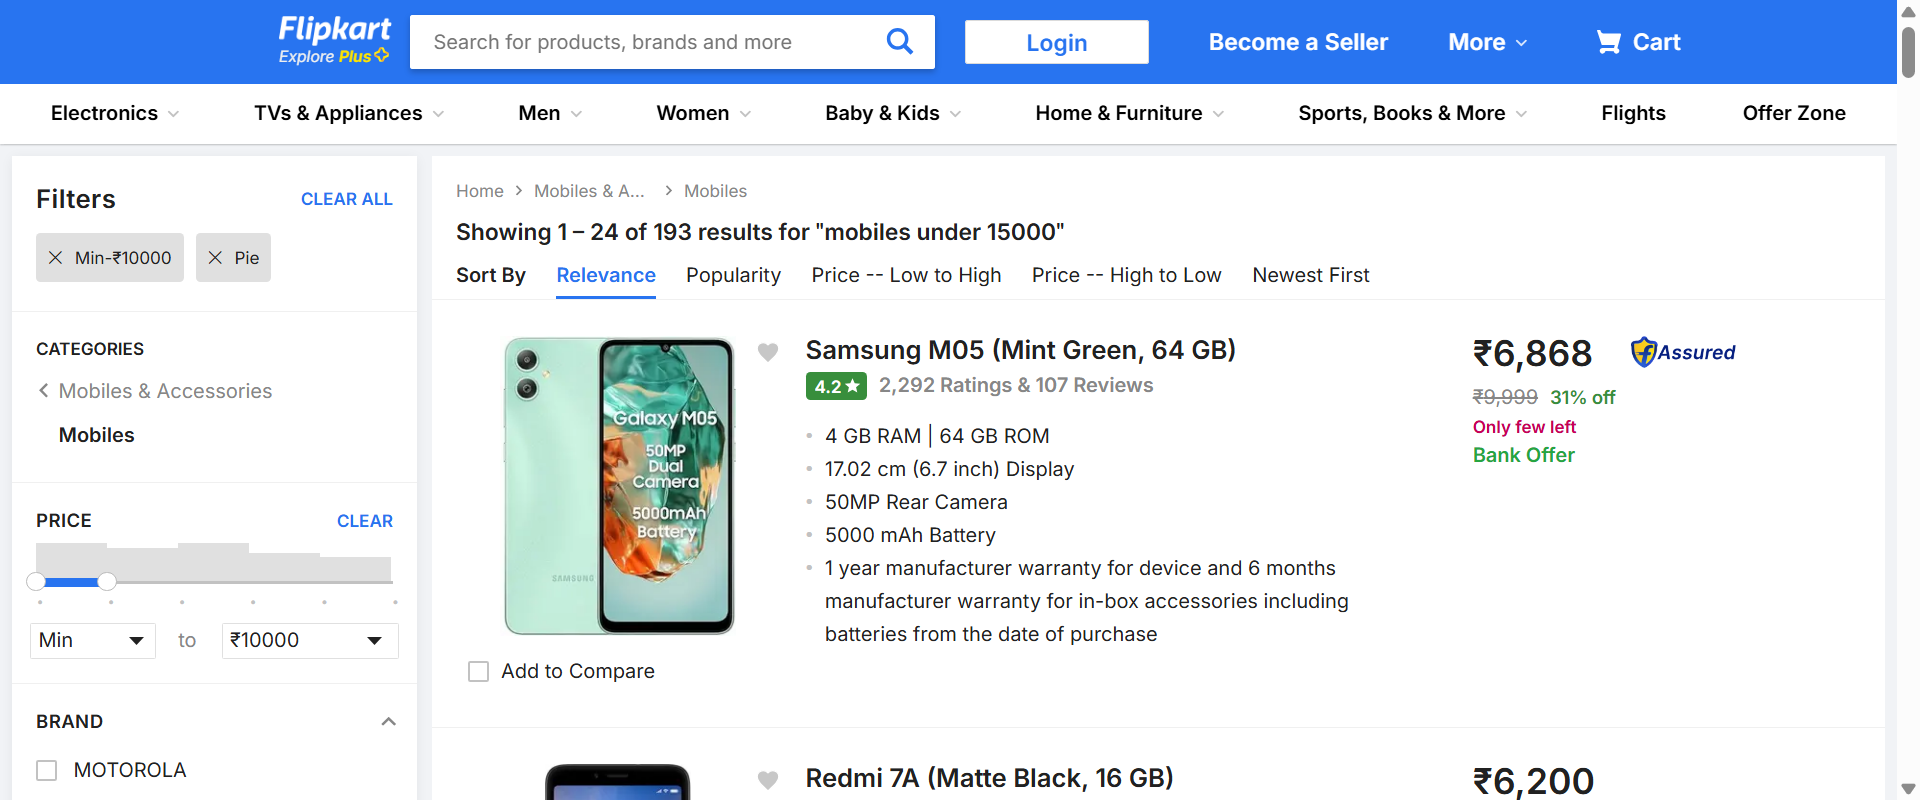 Flipkart
Explore Plus
Search for products, brands and more
Login
Become a Seller
More
Cart
Electronics
TVs & Appliances
Men
Women
Baby & Kids
Home & Furniture
Sports, Books & More
Flights
Offer Zone
Filters
CLEAR ALL
Min-₹10000
Pie
CATEGORIES
Mobiles & Accessories
Mobiles
PRICE
CLEAR
Min
to
₹10000
BRAND
MOTOROLA
Home
Mobiles & A...
Mobiles
Showing 1 – 24 of 193 results for "mobiles under 15000"
Sort By
Relevance
Popularity
Price -- Low to High
Price -- High to Low
Newest First
Galaxy M05
50MP
Dual
Camera
5000mAh
Battery
SAMSUNG
Add to Compare
Samsung M05 (Mint Green, 64 GB)
4.2
2,292 Ratings & 107 Reviews
4 GB RAM | 64 GB ROM
17.02 cm (6.7 inch) Display
50MP Rear Camera
5000 mAh Battery
1 year manufacturer warranty for device and 6 months
manufacturer warranty for in-box accessories including
batteries from the date of purchase
₹6,868
Assured
₹9,999 31% off
Only few left
Bank Offer
Redmi 7A (Matte Black, 16 GB)
₹6,200